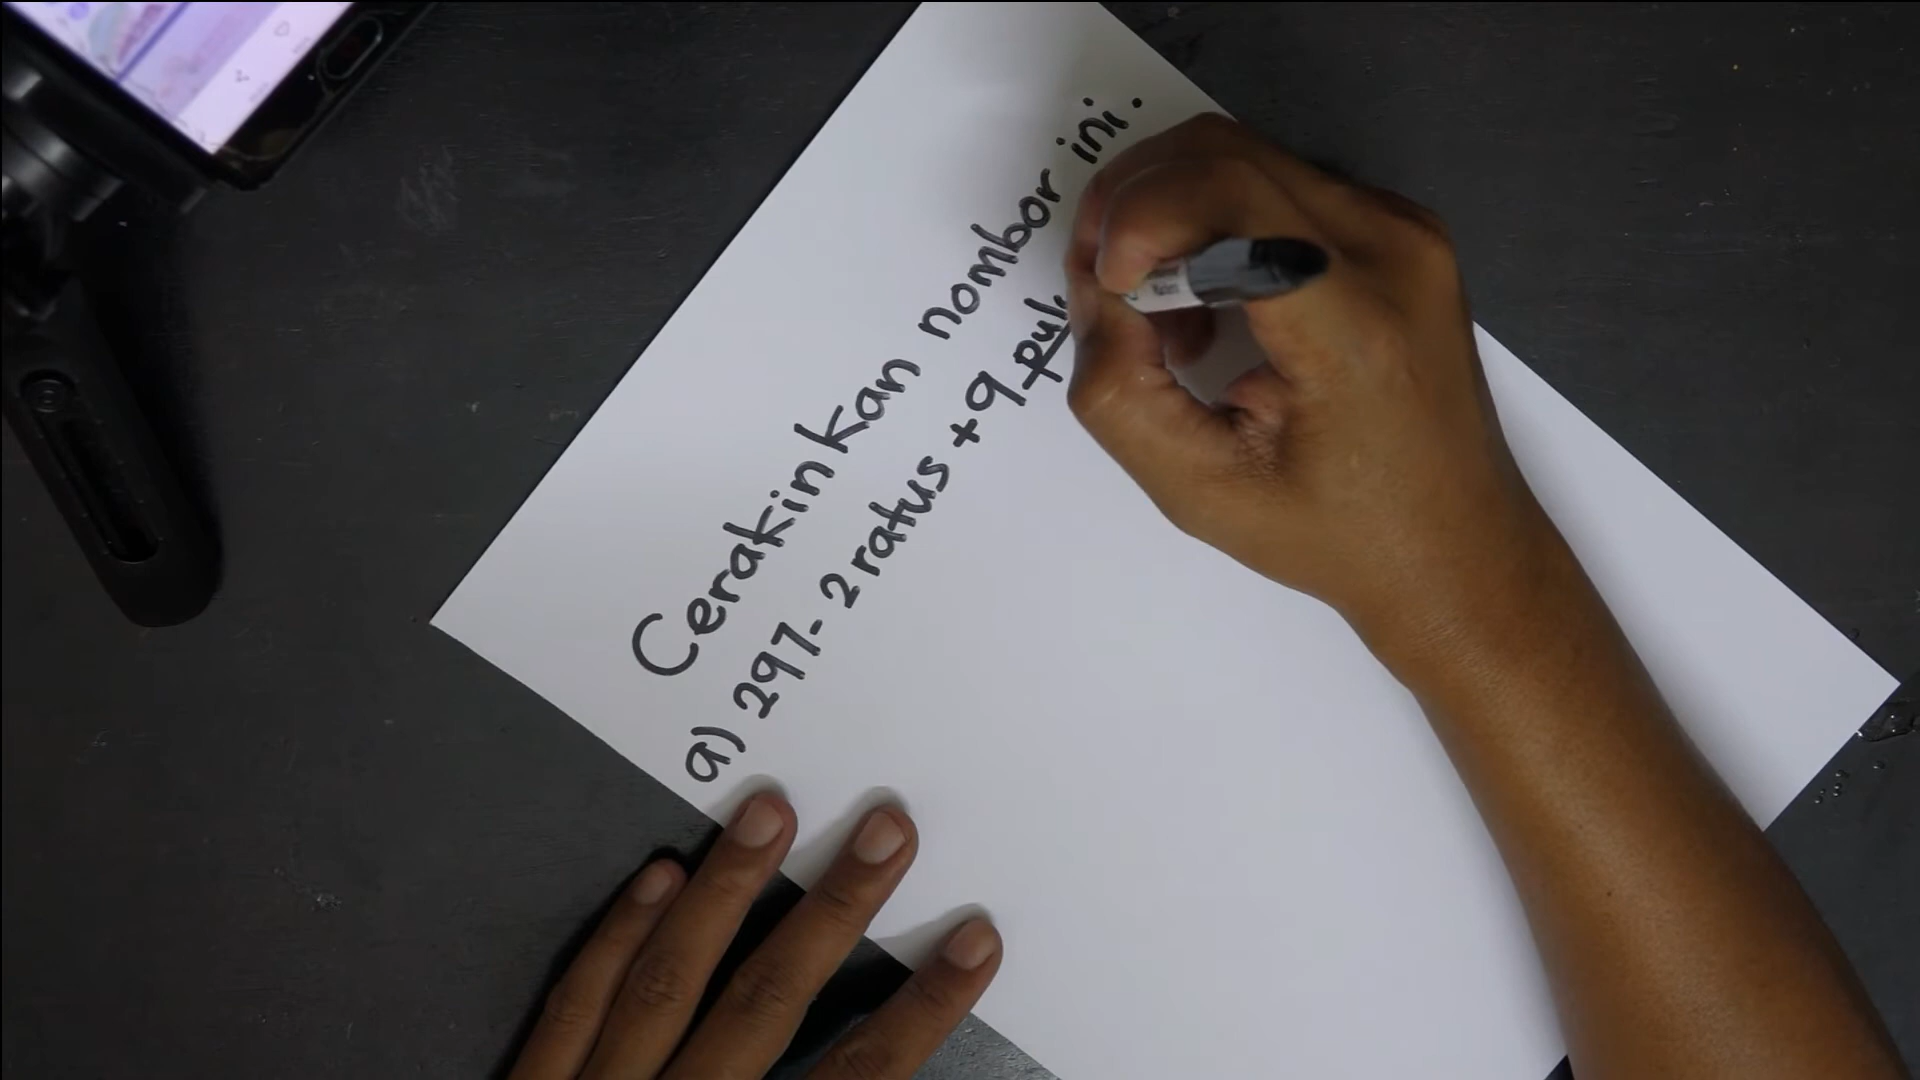 Cerakinkan nombor ini.
a) 297- 2 ratus + 9 pul